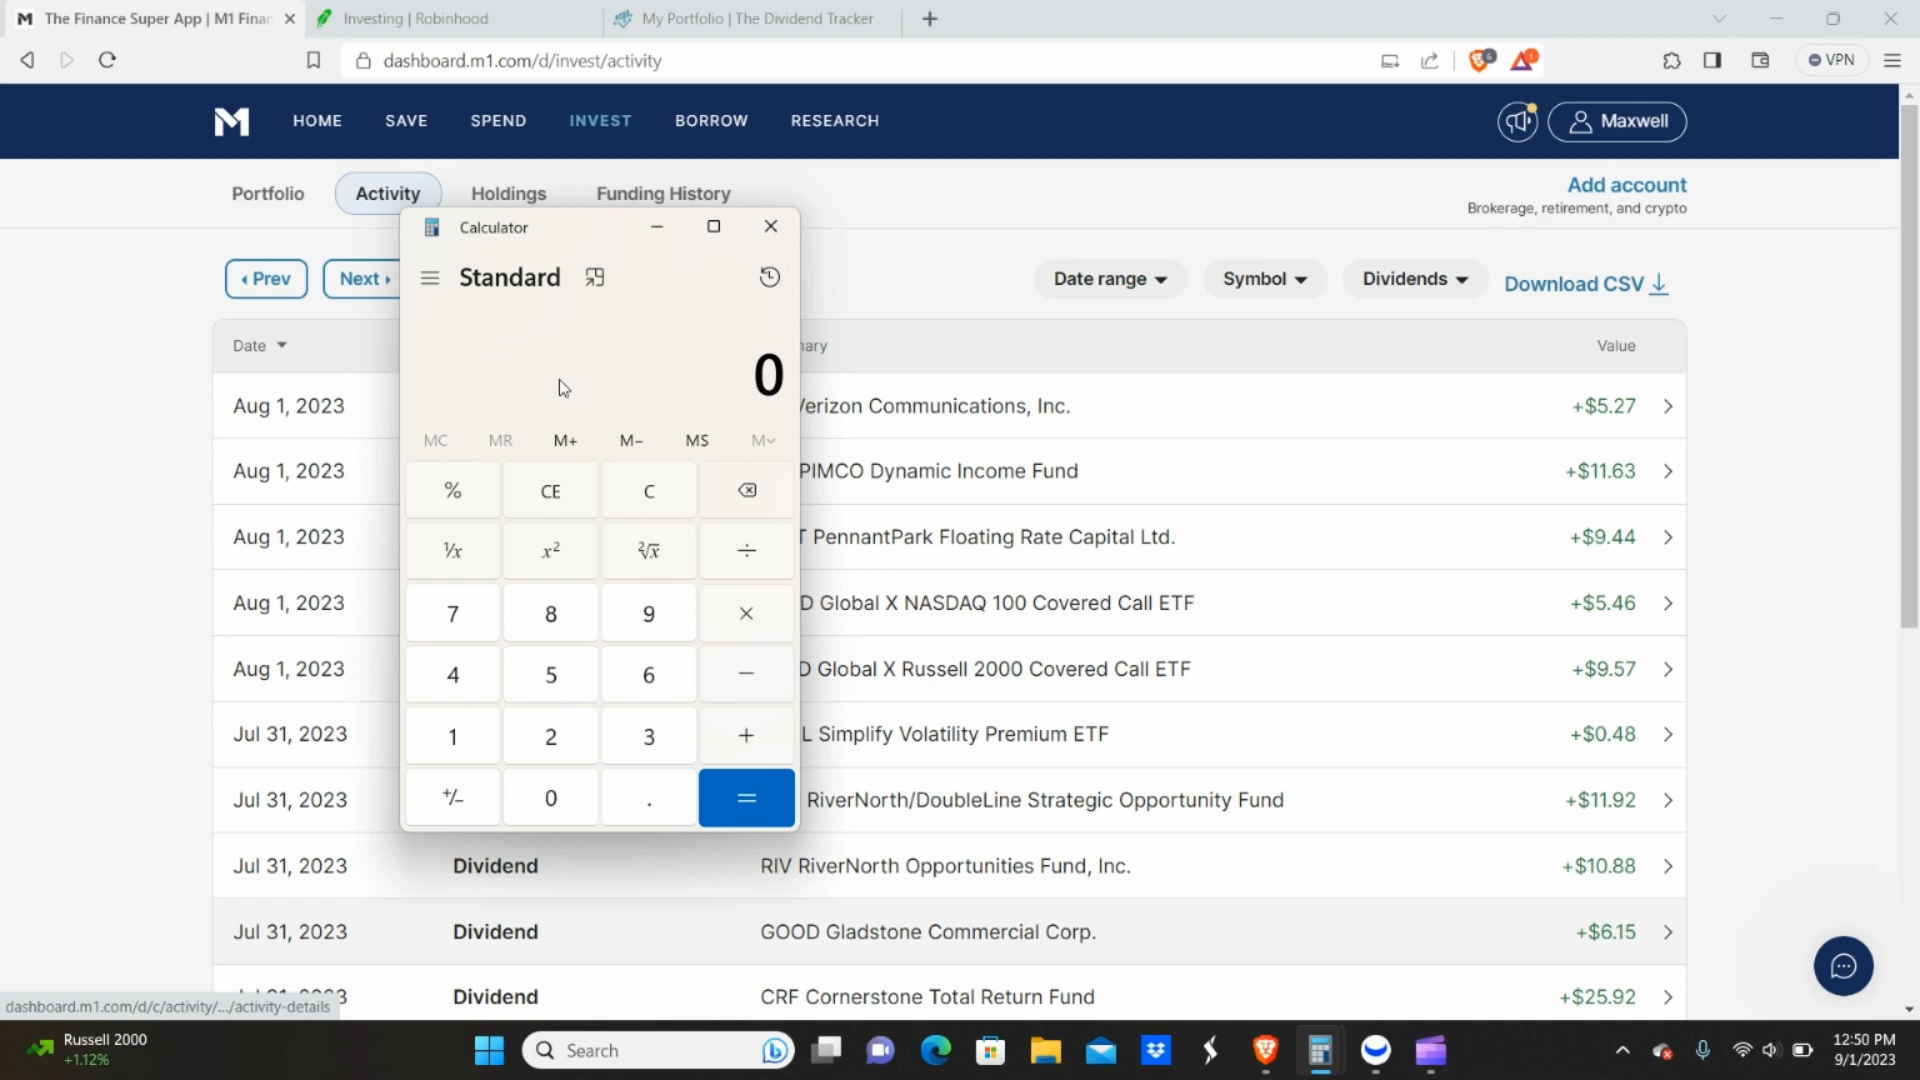 The Finance Super App | M1 Finan
Investing | Robinhood
My Portfolio | The Dividend Tracker
dashboard.m1.com/d/invest/activity
6
1
VPN
M
HOME
SAVE
SPEND
INVEST
BORROW
RESEARCH
Maxwell
Portfolio
Activity
Holdings
Funding History
Add account
Brokerage, retirement, and crypto
Prev
Next
Date range
Symbol
Dividends
Download CSV
Calculator
Standard
0
MC MR M+ M− MS M
% CE C
1/x x² ²√x ÷
7 8 9 ×
4 5 6 −
1 2 3 +
+/− 0 . =
Date
ary
Value
Aug 1, 2023
Verizon Communications, Inc.
+$5.27
Aug 1, 2023
PIMCO Dynamic Income Fund
+$11.63
Aug 1, 2023
T PennantPark Floating Rate Capital Ltd.
+$9.44
Aug 1, 2023
D Global X NASDAQ 100 Covered Call ETF
+$5.46
Aug 1, 2023
D Global X Russell 2000 Covered Call ETF
+$9.57
Jul 31, 2023
L Simplify Volatility Premium ETF
+$0.48
Jul 31, 2023
RiverNorth/DoubleLine Strategic Opportunity Fund
+$11.92
Jul 31, 2023
Dividend
RIV RiverNorth Opportunities Fund, Inc.
+$10.88
Jul 31, 2023
Dividend
GOOD Gladstone Commercial Corp.
+$6.15
Dividend
CRF Cornerstone Total Return Fund
+$25.92
dashboard.m1.com/d/c/activity/.../activity-details
Russell 2000
+1.12%
Search
12:50 PM
9/1/2023